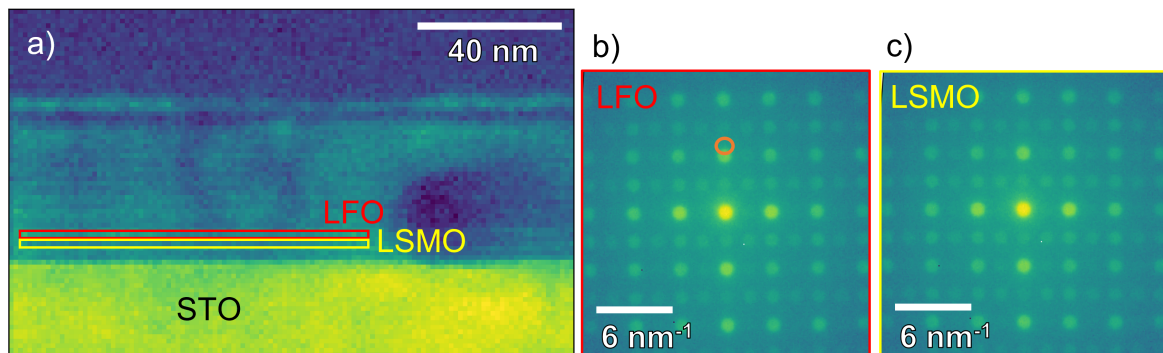 a)
40 nm
LFO
LSMO
STO
b)
LFO
6 nm⁻¹
c)
LSMO
6 nm⁻¹